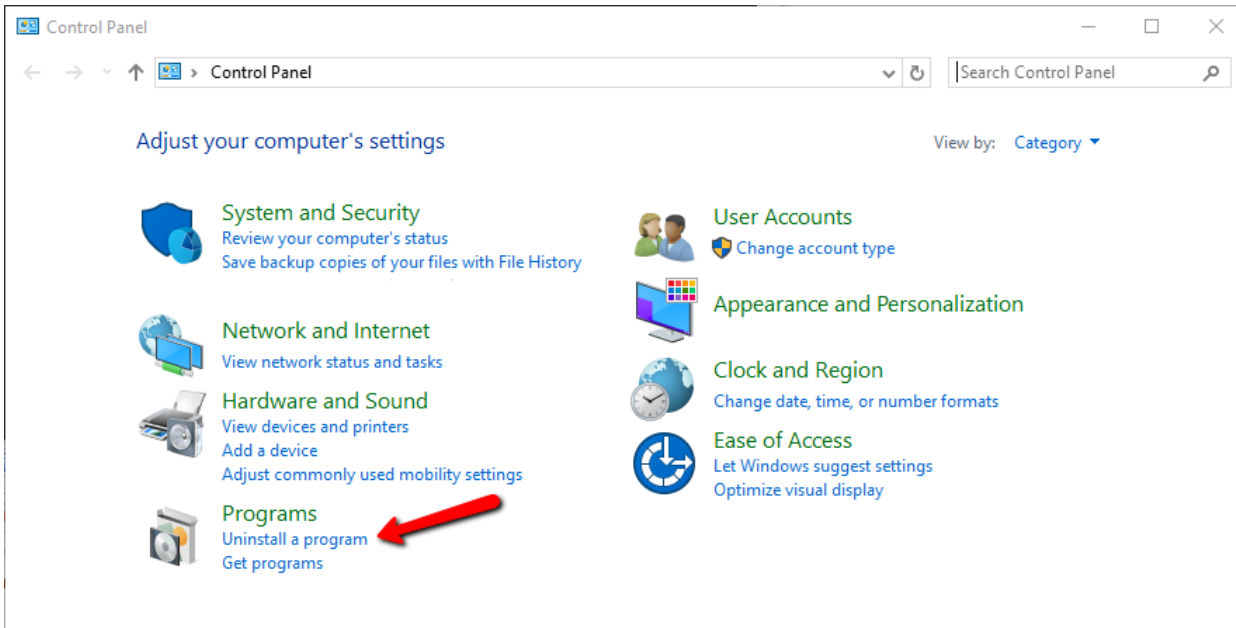 Control Panel
Control Panel
Search Control Panel
Adjust your computer's settings
View by: Category
System and Security
Review your computer's status
Save backup copies of your files with File History
Network and Internet
View network status and tasks
Hardware and Sound
View devices and printers
Add a device
Adjust commonly used mobility settings
Programs
Uninstall a program
Get programs
User Accounts
Change account type
Appearance and Personalization
Clock and Region
Change date, time, or number formats
Ease of Access
Let Windows suggest settings
Optimize visual display